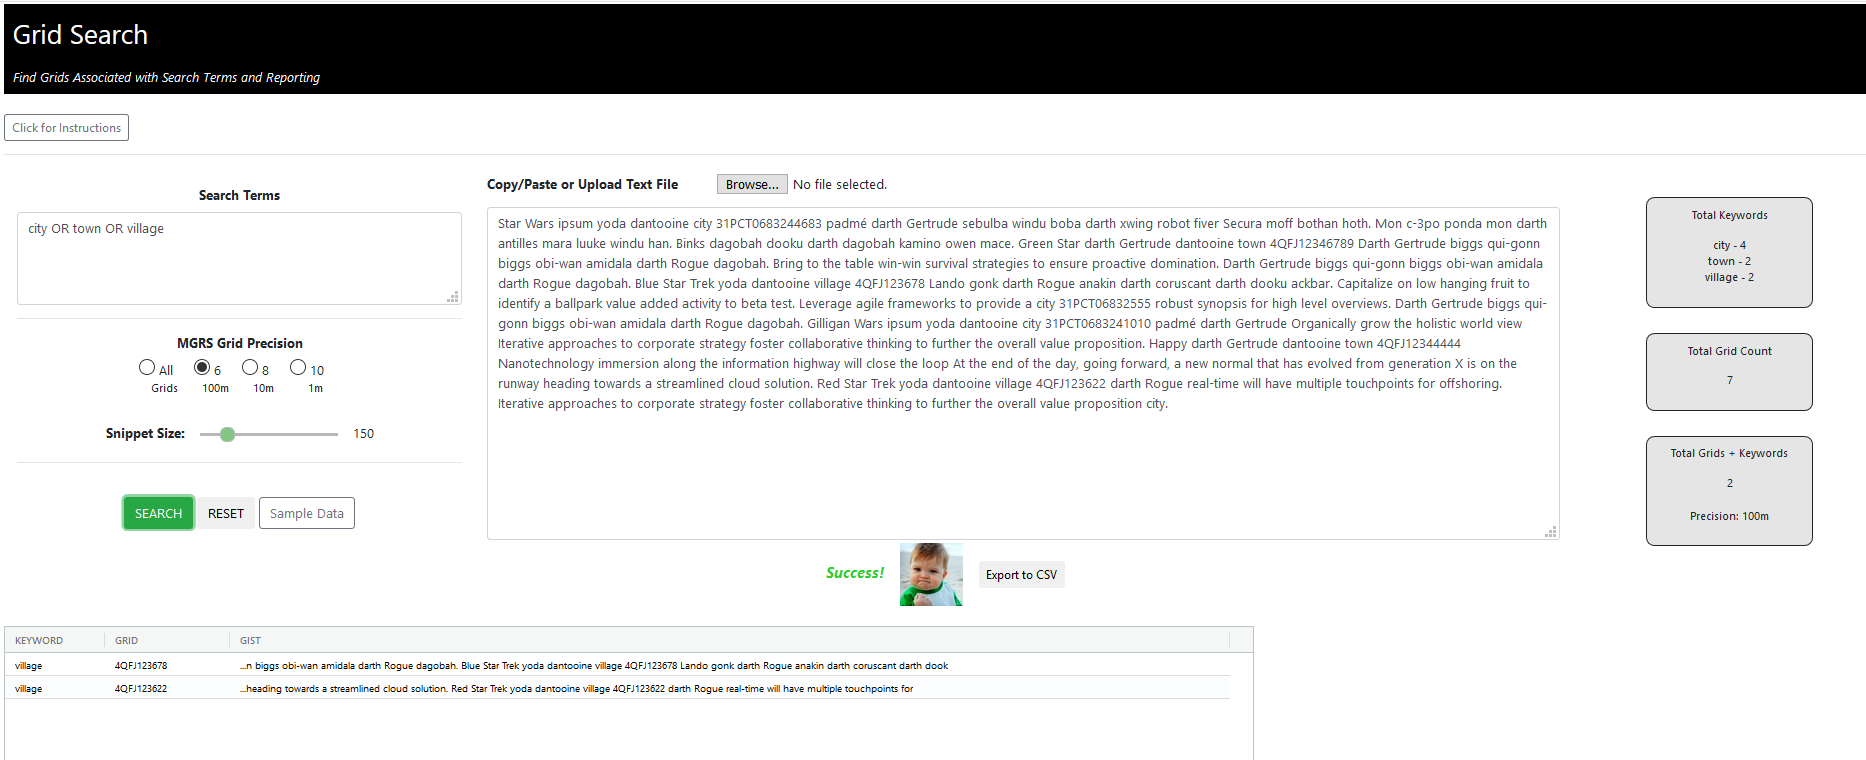 Grid Search
Find Grids Associated with Search Terms and Reporting
Click for Instructions
Search Terms
city OR town OR village
MGRS Grid Precision
All 6 8 10
Grids 100m 10m 1m
Snippet Size: 150
SEARCH RESET Sample Data
Copy/Paste or Upload Text File Browse... No file selected.
Star Wars ipsum yoda dantooine city 31PCT0683244683 padmé darth Gertrude sebulba windu boba darth xwing robot fiver Secura moff bothan hoth. Mon c-3po ponda mon darth
antilles mara luuke windu han. Binks dagobah dooku darth dagobah kamino owen mace. Green Star darth Gertrude dantooine town 4QFJ12346789 Darth Gertrude biggs qui-gonn
biggs obi-wan amidala darth Rogue dagobah. Bring to the table win-win survival strategies to ensure proactive domination. Darth Gertrude biggs qui-gonn biggs obi-wan amidala
darth Rogue dagobah. Blue Star Trek yoda dantooine village 4QFJ123678 Lando gonk darth Rogue anakin darth coruscant darth dooku ackbar. Capitalize on low hanging fruit to
identify a ballpark value added activity to beta test. Leverage agile frameworks to provide a city 31PCT06832555 robust synopsis for high level overviews. Darth Gertrude biggs qui-
gonn biggs obi-wan amidala darth Rogue dagobah. Gilligan Wars ipsum yoda dantooine city 31PCT0683241010 padmé darth Gertrude Organically grow the holistic world view
Iterative approaches to corporate strategy foster collaborative thinking to further the overall value proposition. Happy darth Gertrude dantooine town 4QFJ12344444
Nanotechnology immersion along the information highway will close the loop At the end of the day, going forward, a new normal that has evolved from generation X is on the
runway heading towards a streamlined cloud solution. Red Star Trek yoda dantooine village 4QFJ123622 darth Rogue real-time will have multiple touchpoints for offshoring.
Iterative approaches to corporate strategy foster collaborative thinking to further the overall value proposition city.
Success! Export to CSV
Total Keywords
city - 4
town - 2
village - 2
Total Grid Count
7
Total Grids + Keywords
2
Precision: 100m
KEYWORD GRID GIST
village 4QFJ123678 ...n biggs obi-wan amidala darth Rogue dagobah. Blue Star Trek yoda dantooine village 4QFJ123678 Lando gonk darth Rogue anakin darth coruscant darth dook
village 4QFJ123622 ...heading towards a streamlined cloud solution. Red Star Trek yoda dantooine village 4QFJ123622 darth Rogue real-time will have multiple touchpoints for